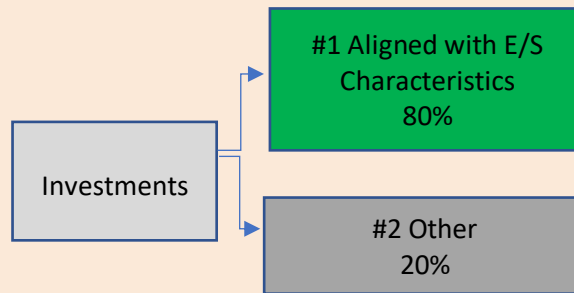 #1 Aligned with E/S
Characteristics
80%
Investments
#2 Other
20%